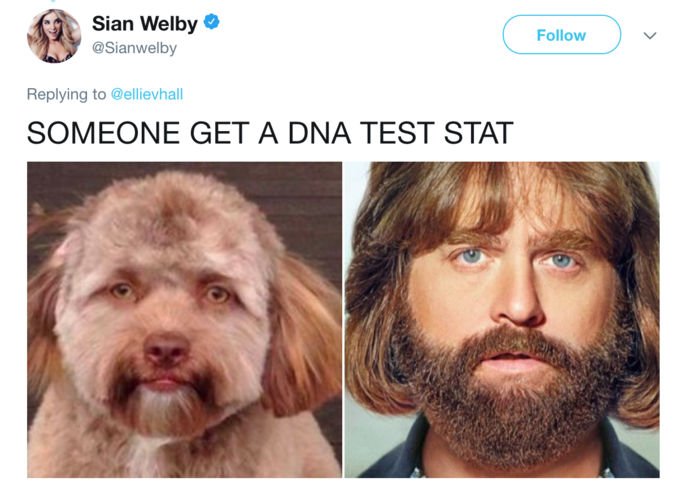 Sian Welby
@Sianwelby
Follow
Replying to @ellievhall
SOMEONE GET A DNA TEST STAT